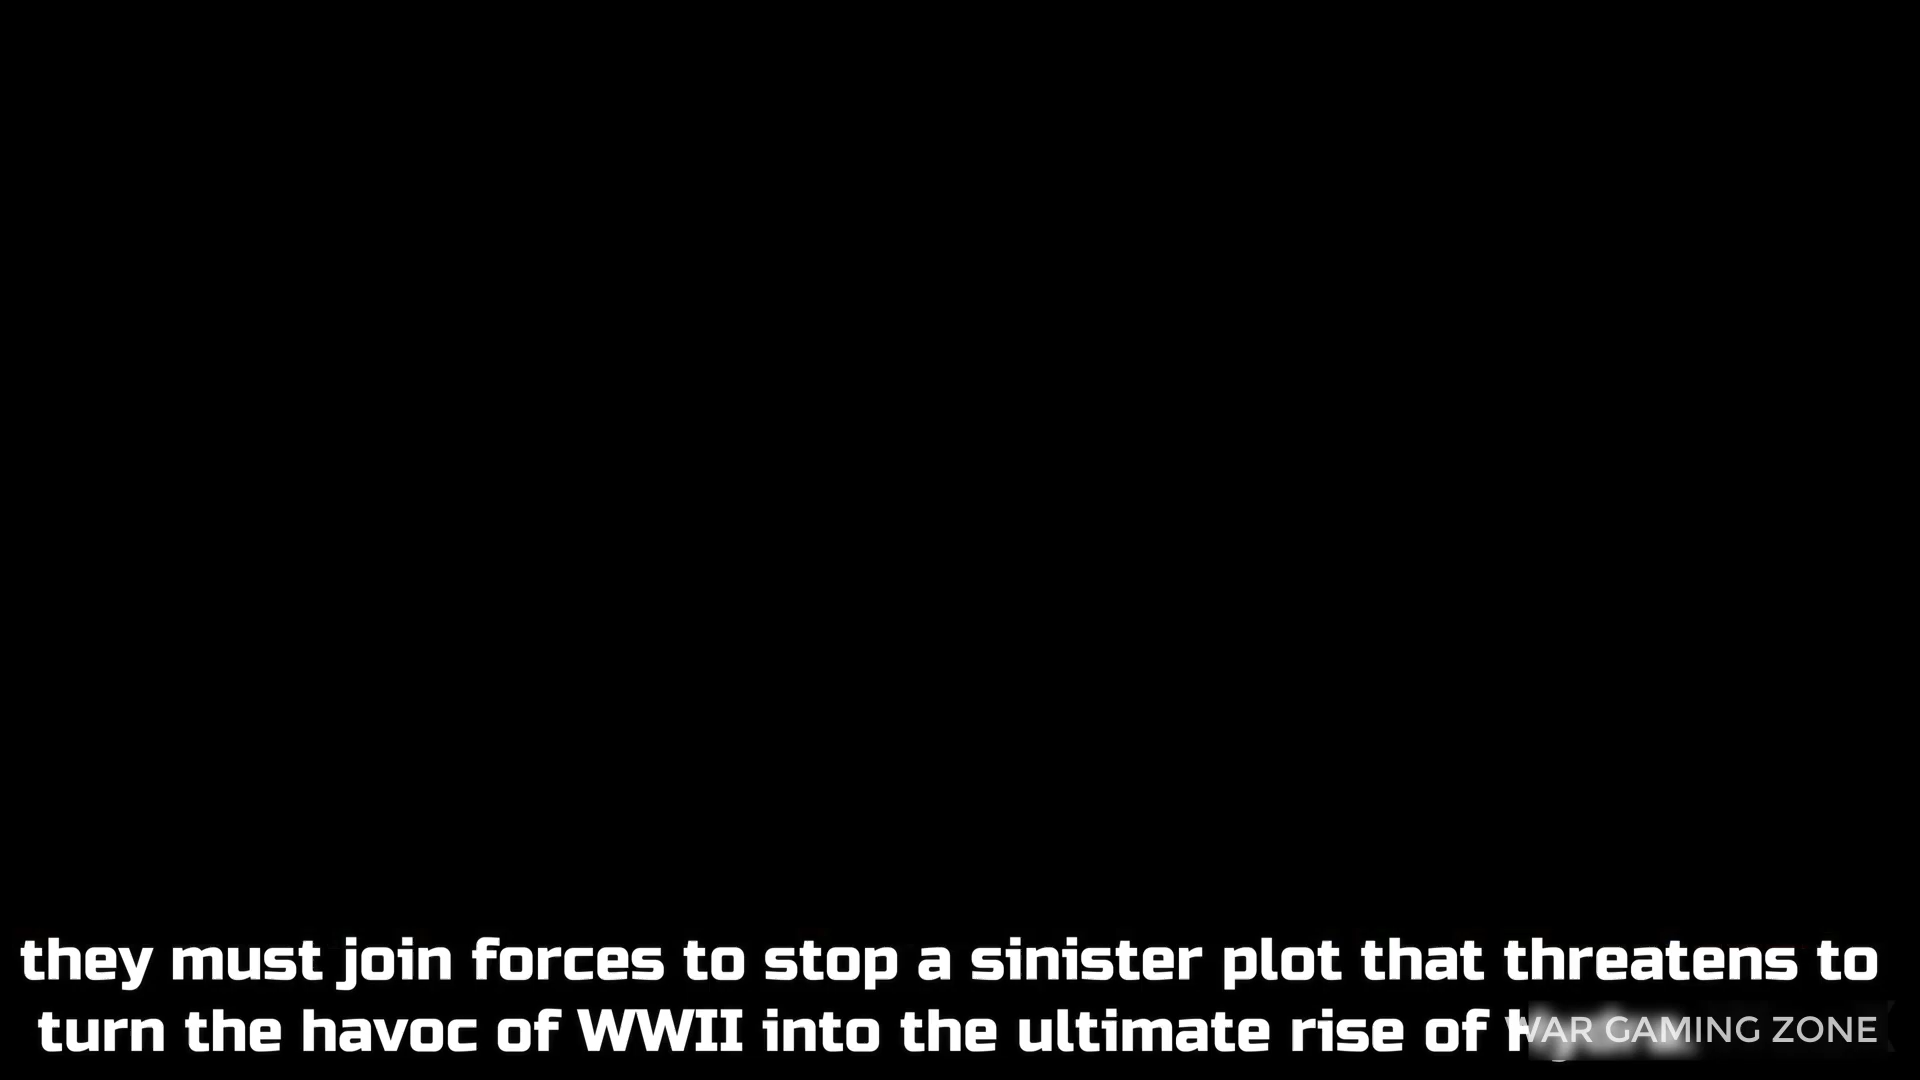 they must join forces to stop a sinister plot that threatens to
turn the havoc of WWII into the ultimate rise of
WAR GAMING ZONE